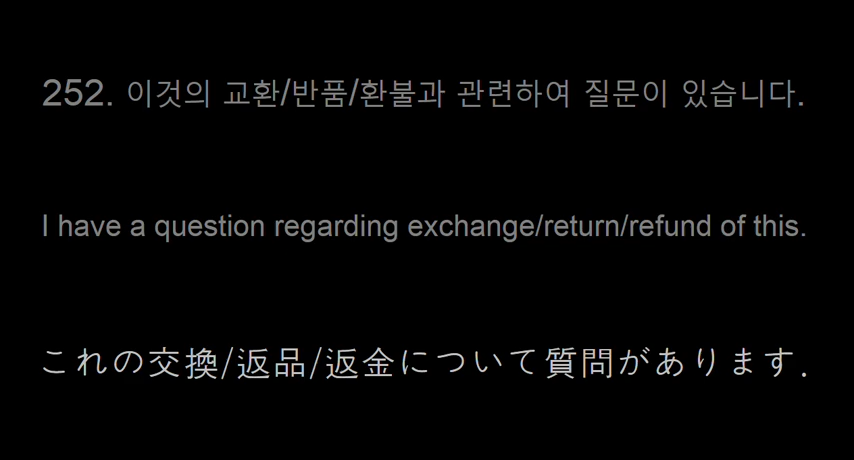 252. 이것의 교환/반품/환불과 관련하여 질문이 있습니다.
I have a question regarding exchange/return/refund of this.
これの交換/返品/返金について質問があります.